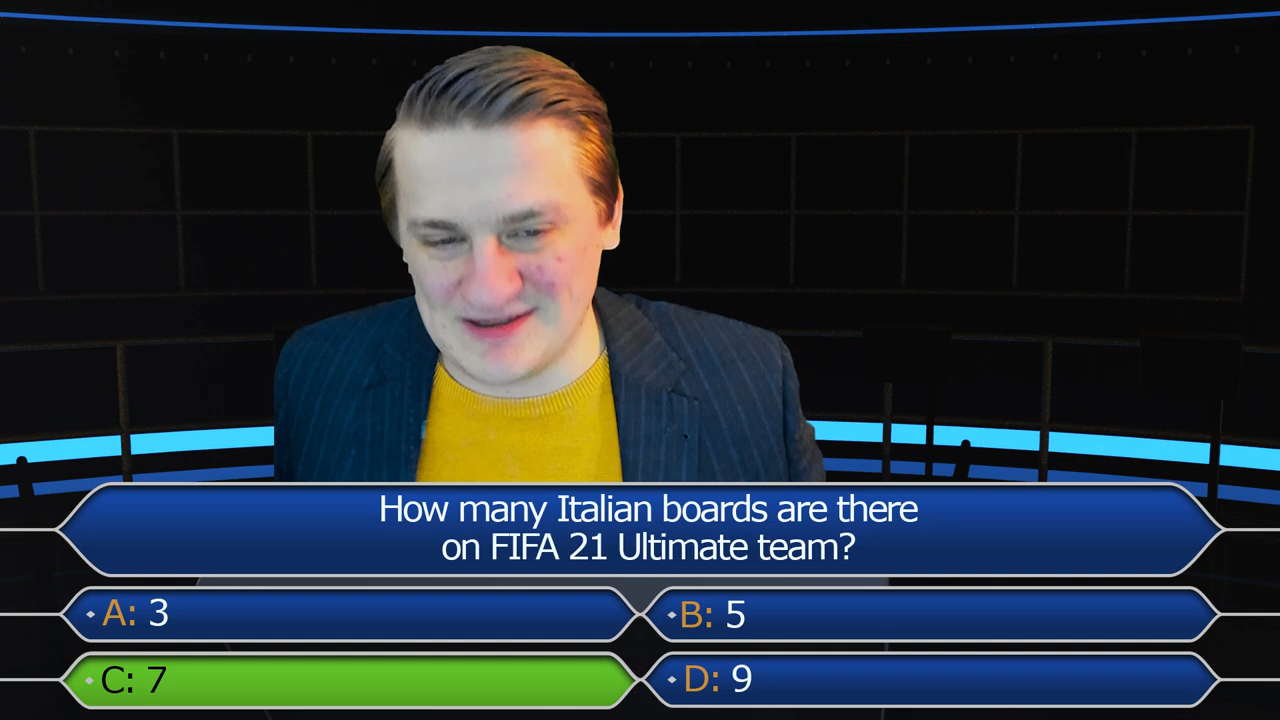 How many Italian boards are there
on FIFA 21 Ultimate team?
A: 3
B: 5
C: 7
D: 9